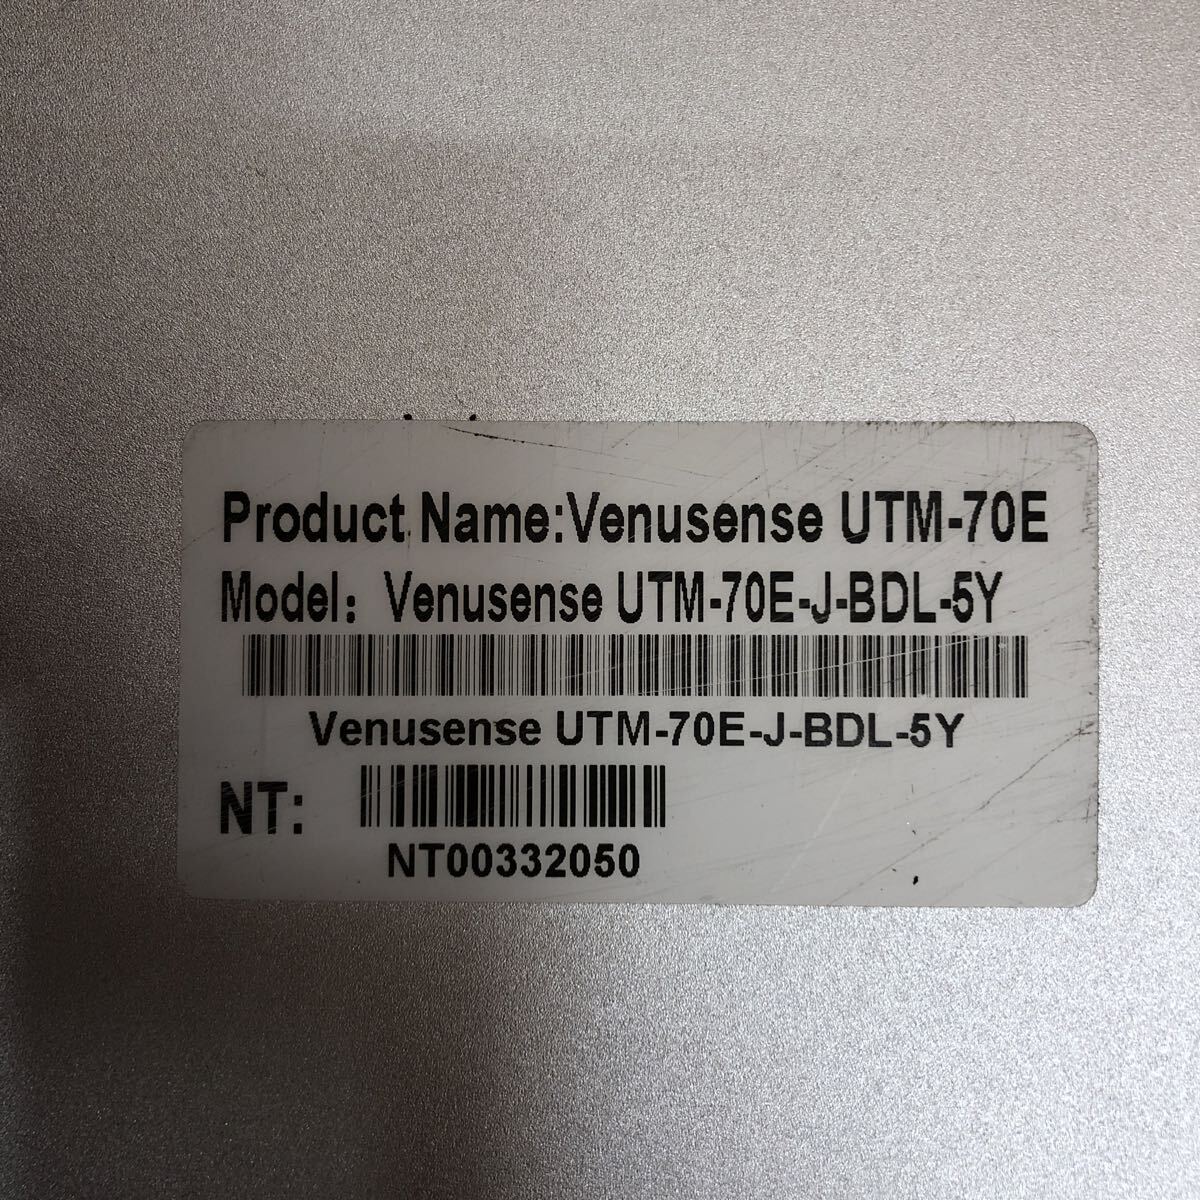 Product Name:Venusense UTM-70E
Model：Venusense UTM-70E-J-BDL-5Y
Venusense UTM-70E-J-BDL-5Y
NT:
NT00332050